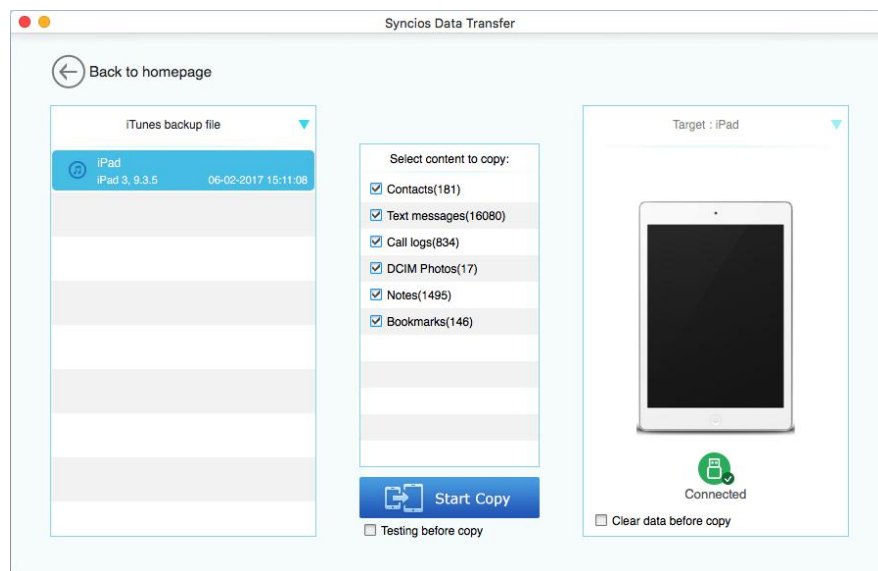 Syncios Data Transfer
Back to homepage
iTunes backup file
iPad
iPad 3, 9.3.5 06-02-2017 15:11:08
Select content to copy:
Contacts(181)
Text messages(16080)
Call logs(834)
DCIM Photos(17)
Notes(1495)
Bookmarks(146)
Start Copy
Testing before copy
Target : iPad
Connected
Clear data before copy